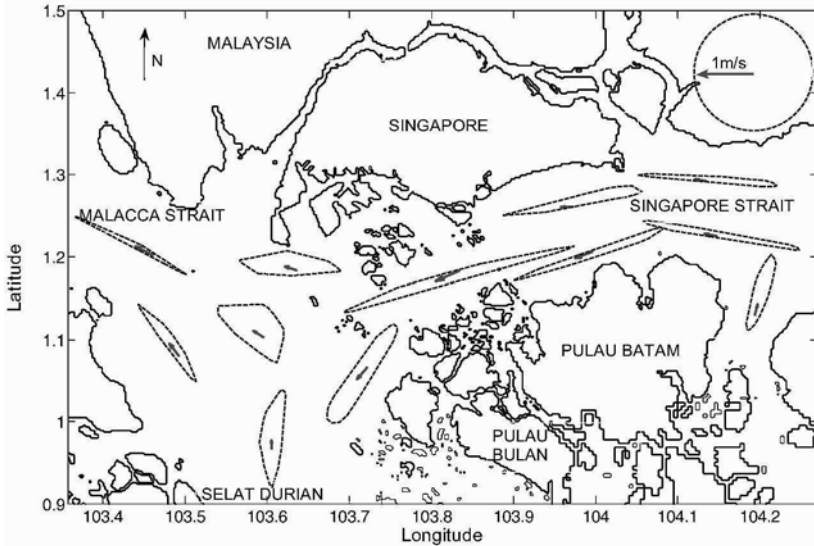 1.5
1.4
1.3
1.2
1.1
1
0.9
Latitude
MALAYSIA
N
1m/s
SINGAPORE
MALACCA STRAIT
SINGAPORE STRAIT
PULAU BATAM
PULAU
BULAN
SELAT DURIAN
103.4
103.5
103.6
103.7
103.8
103.9
104
104.1
104.2
Longitude